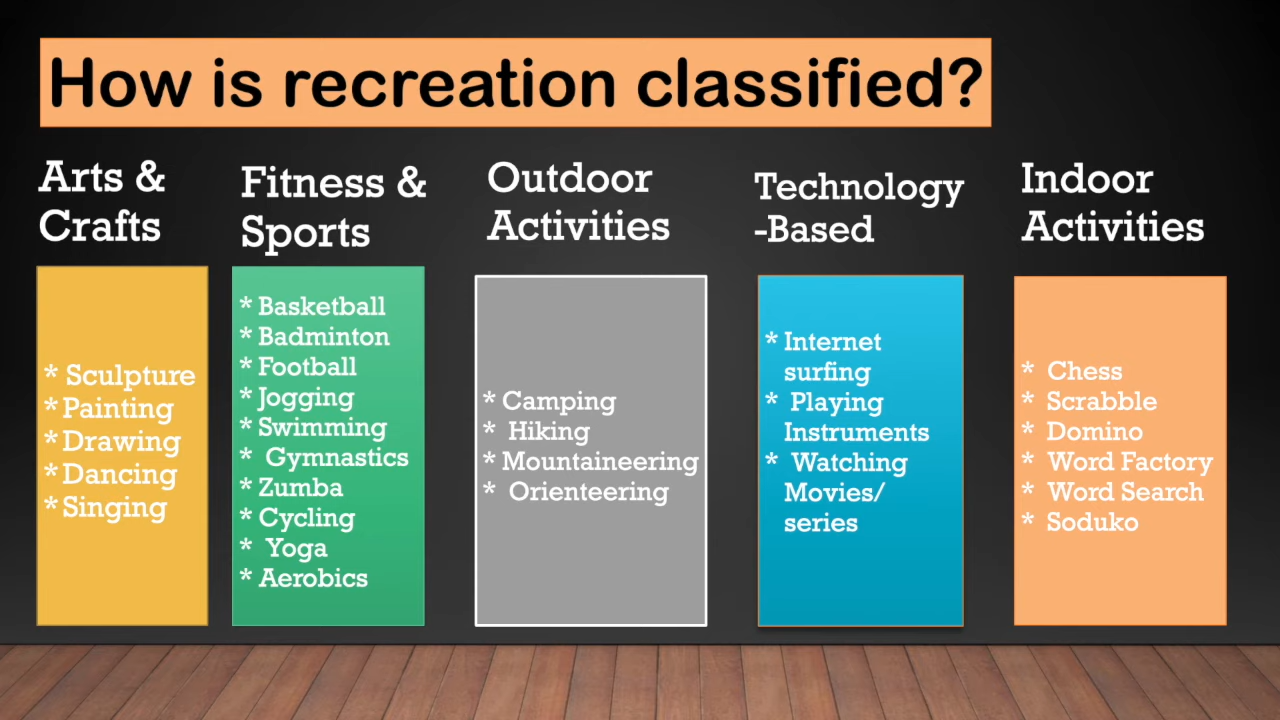 How is recreation classified?
Arts &
Crafts
* Sculpture
* Painting
* Drawing
* Dancing
* Singing
Fitness &
Sports
* Basketball
* Badminton
* Football
* Jogging
* Swimming
* Gymnastics
* Zumba
* Cycling
* Yoga
* Aerobics
Outdoor
Activities
* Camping
* Hiking
* Mountaineering
* Orienteering
Technology
-Based
* Internet
surfing
* Playing
Instruments
* Watching
Movies/
series
Indoor
Activities
* Chess
* Scrabble
* Domino
* Word Factory
* Word Search
* Soduko